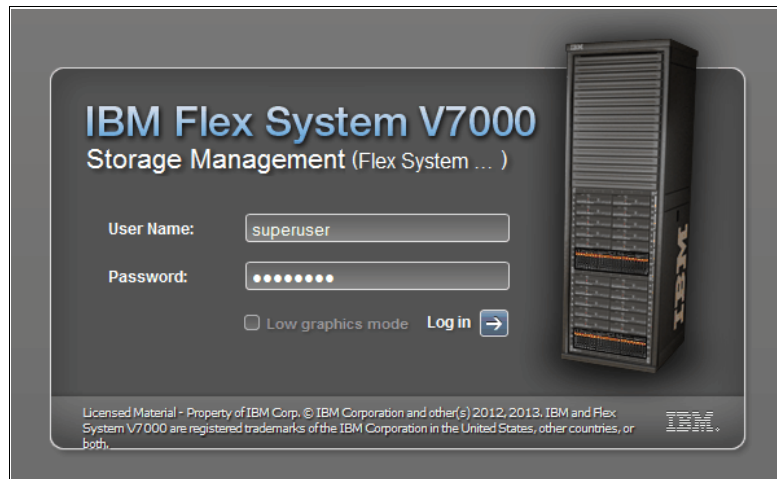 IBM
IBM Flex System V7000
Storage Management (Flex System ... )
User Name:
superuser
Password:
●●●●●●●●
Low graphics mode
Log in
IBM
Licensed Material - Property of IBM Corp. © IBM Corporation and other(s) 2012, 2013. IBM and Flex
System V7000 are registered trademarks of the IBM Corporation in the United States, other countries, or
both.
IBM.